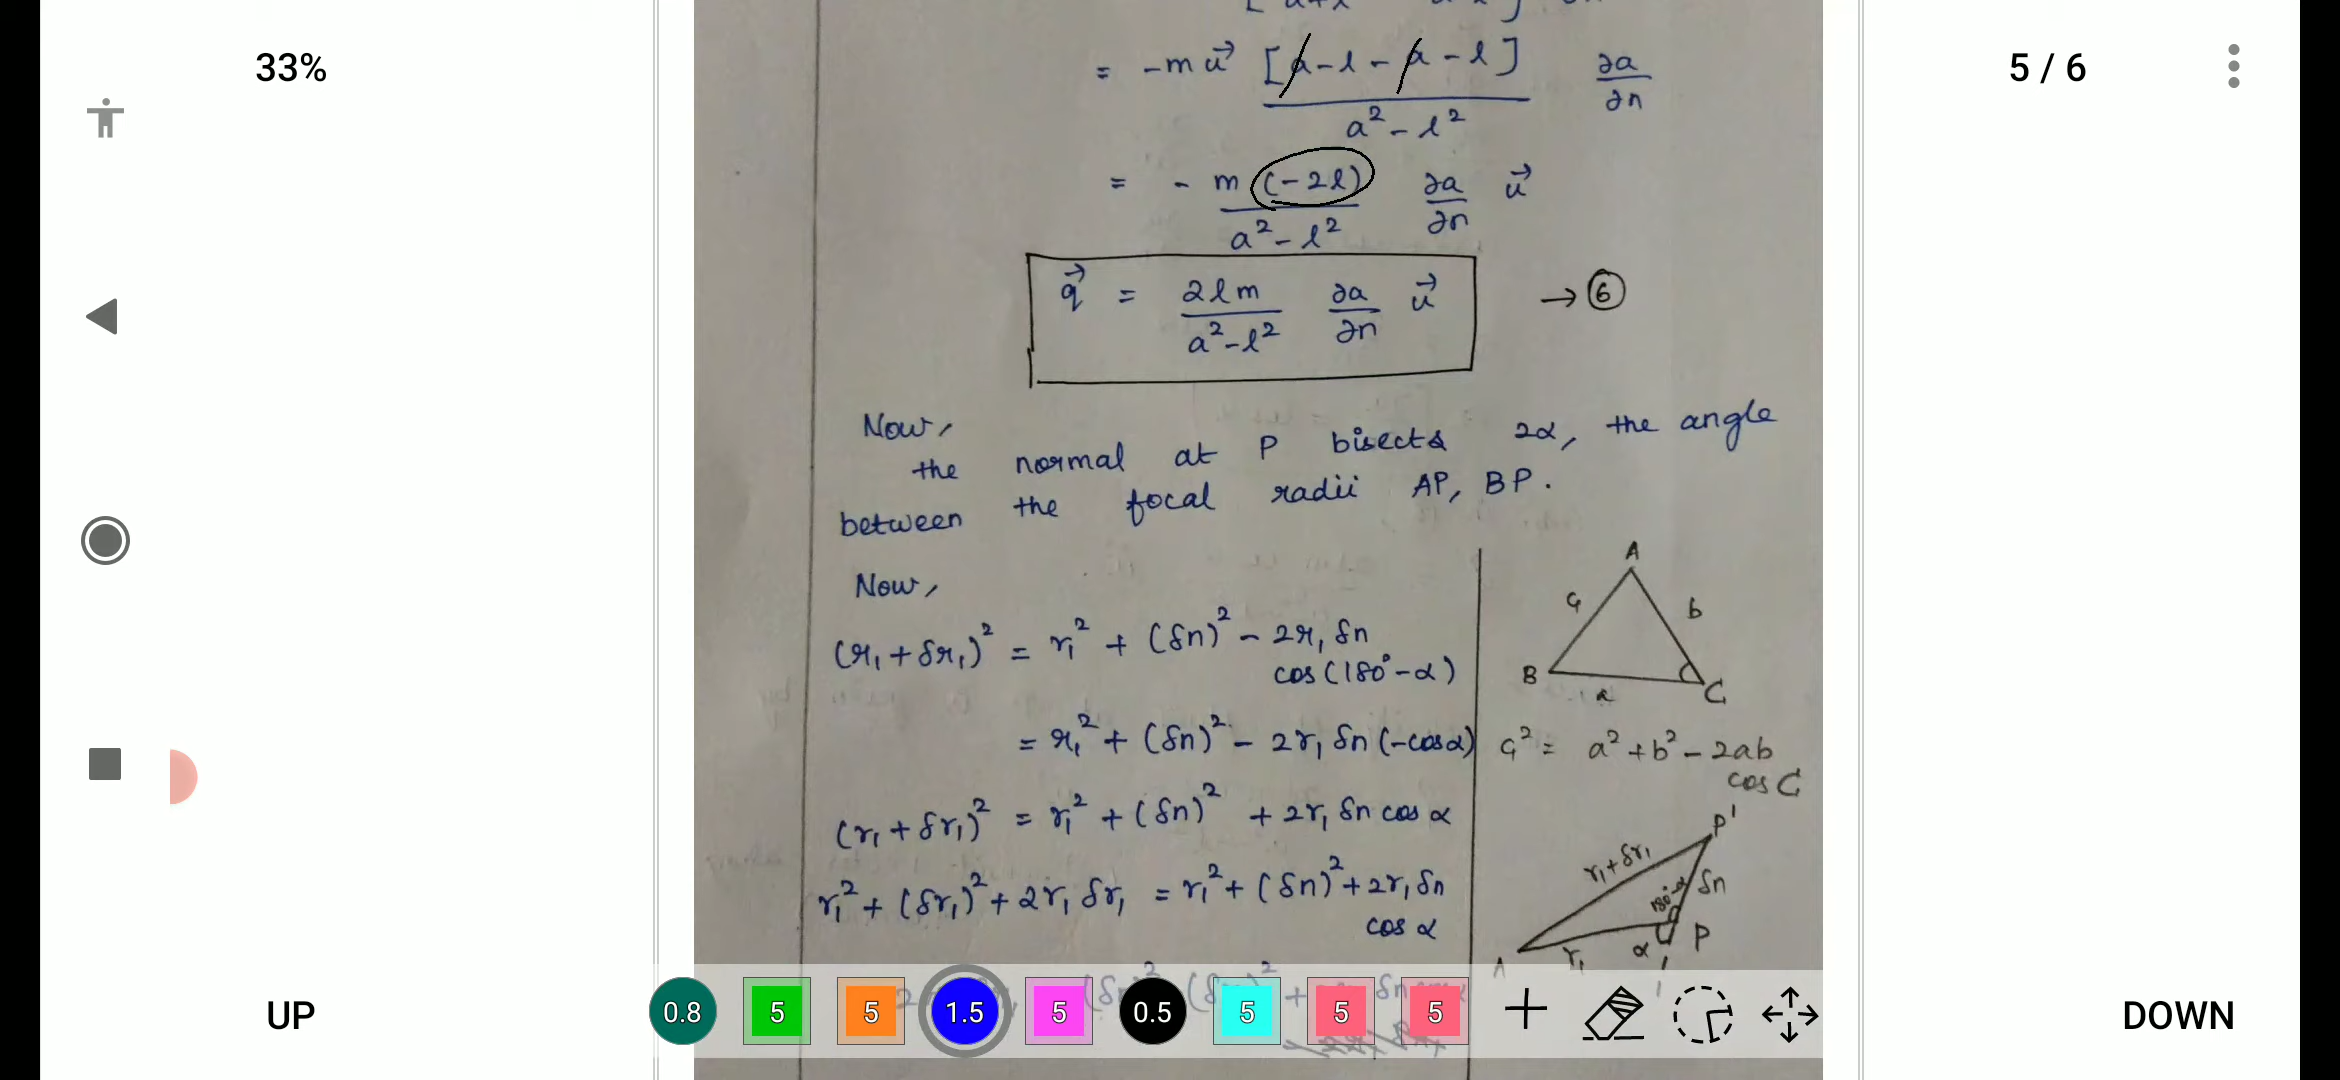 33%
5 / 6
= -m u⃗ [a - l - a - l] / a² - l² ∂a/∂n
= - m (-2l) / a² - l² ∂a/∂n u⃗
q⃗ = 2lm / a² - l² ∂a/∂n u⃗ → ⑥
Now,
the normal at P bisects 2α, the angle
between the focal radii AP, BP.
Now,
(r₁ + δr₁)² = r₁² + (δn)² - 2r₁ δn
cos (180° - α)
= r₁² + (δn)² - 2r₁ δn (-cos α)
(r₁ + δr₁)² = r₁² + (δn)² + 2r₁ δn cos α
r₁² + (δr₁)² + 2r₁ δr₁ = r₁² + (δn)² + 2r₁ δn
cos α
A
b
B
a
C
= a² + b² - 2ab
cos C
P'
r₁ + δr₁
δn
180° - α
P
α
r₁
A
UP
0.8
5
5
1.5
5
0.5
5
5
5
DOWN